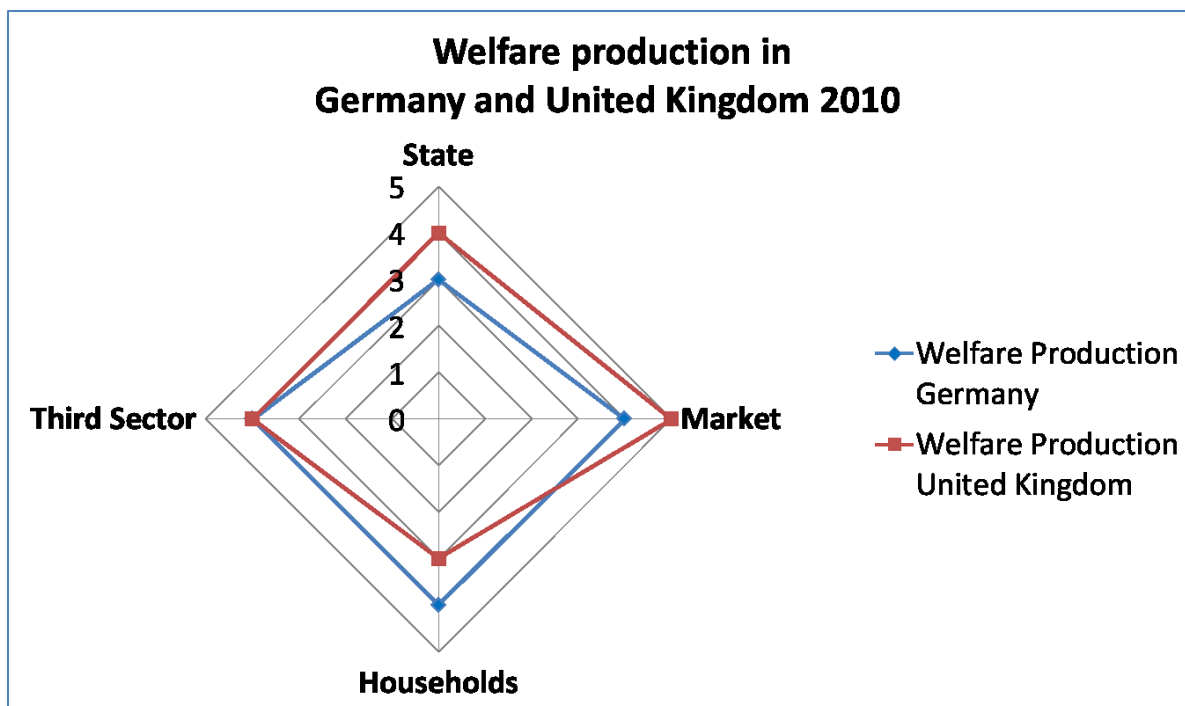 Welfare production in
Germany and United Kingdom 2010
State
5
4
3
2
1
0
Third Sector
Market
Households
Welfare Production
Germany
Welfare Production
United Kingdom